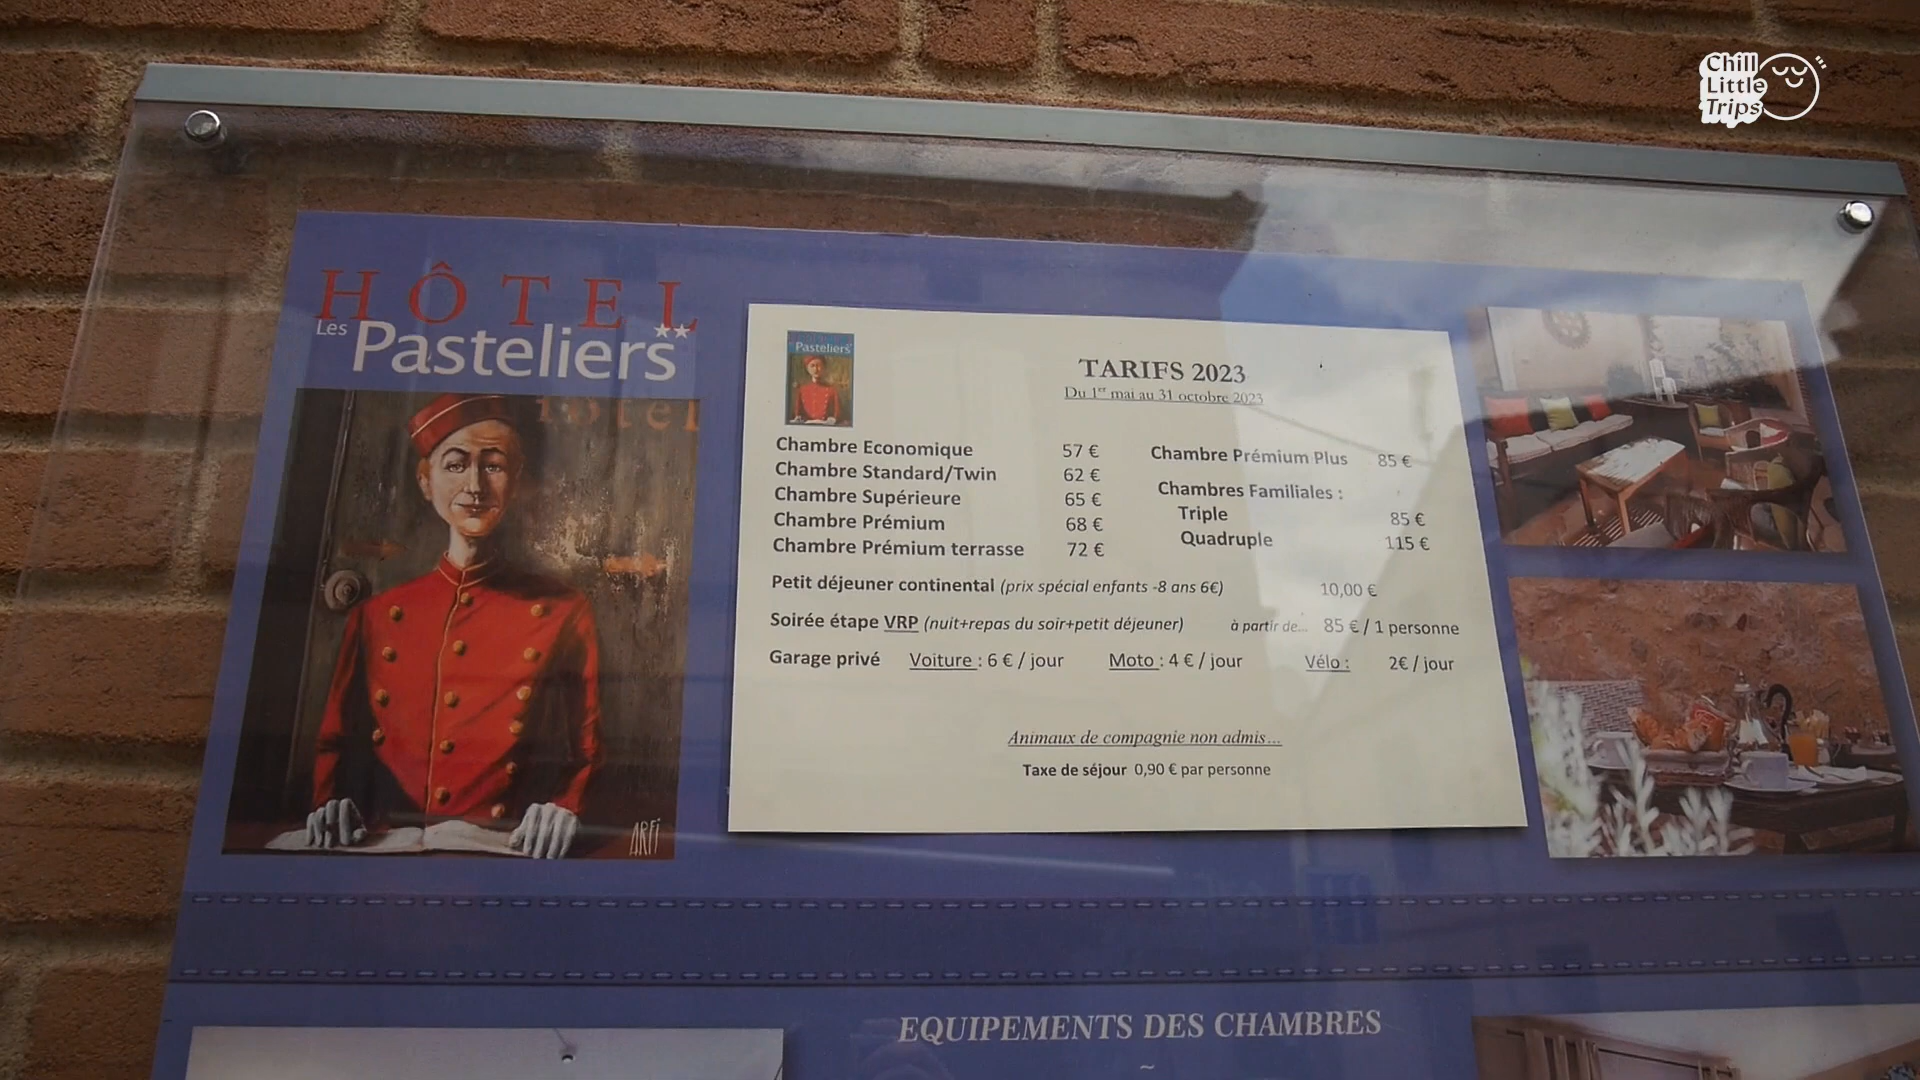 Chill
Little
Trips
HÔTEL
Les Pasteliers
hôtel
ARFi
Pasteliers
TARIFS 2023
Du 1er mai au 31 octobre 2023
Chambre Economique 57 €
Chambre Standard/Twin 62 €
Chambre Supérieure 65 €
Chambre Prémium 68 €
Chambre Prémium terrasse 72 €
Chambre Prémium Plus 85 €
Chambres Familiales :
Triple 85 €
Quadruple 115 €
Petit déjeuner continental (prix spécial enfants -8 ans 6€) 10,00 €
Soirée étape VRP (nuit+repas du soir+petit déjeuner) à partir de... 85 € / 1 personne
Garage privé Voiture : 6 € / jour Moto : 4 € / jour Vélo : 2€ / jour
Animaux de compagnie non admis...
Taxe de séjour 0,90 € par personne
EQUIPEMENTS DES CHAMBRES
~